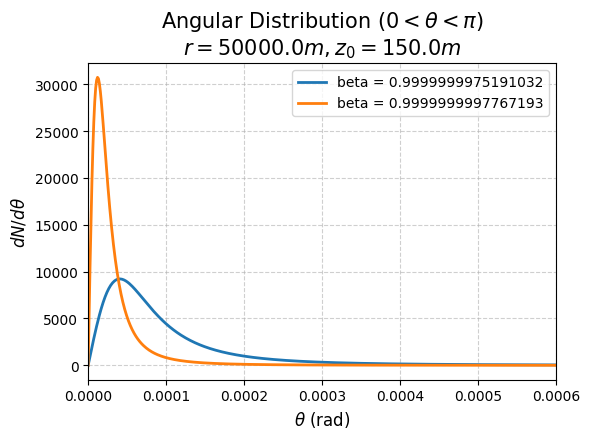 Angular Distribution (0 < θ < π)
r = 50000.0m, z₀ = 150.0m
beta = 0.9999999975191032
beta = 0.9999999997767193
30000
25000
20000
15000
10000
5000
0
dN/dθ
0.0000 0.0001 0.0002 0.0003 0.0004 0.0005 0.0006
θ (rad)